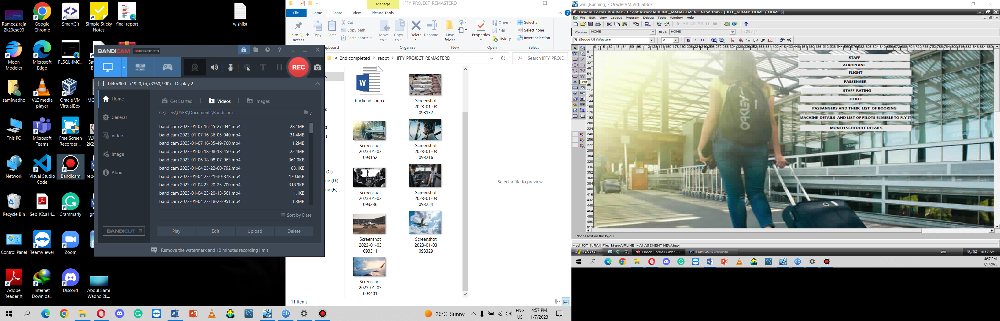 Rameez raja
2k20cse90
Google
Chrome
SmartGit
Simple Sticky
Notes
final report
wishlist
Moon
Modeler
Microsoft
Edge
PLSQL-IMC...
samiwadho
VLC media
player
Oracle VM
VirtualBox
This PC
Microsoft
Teams
Free Screen
Recorder ...
Network
Visual Studio
Code
Bandicam
Recycle Bin
Seb_K2.a14...
Grammarly
Control Panel
TeamViewer
Zoom
Adobe
Reader XI
Internet
Downloa...
Discord
Abdul Sami
Wadho 2k...
BANDICAM UNREGISTERED
HDMI
REC
1440x900 - (1920, 0), (3360, 900) - Display 2
Home
General
Video
Image
About
BANDICUT
Get Started
Videos
Images
C:\Users\USER\Documents\Bandicam
bandicam 2023-01-07 16-45-27-044.mp4 28.1MB
bandicam 2023-01-07 16-36-05-040.mp4 31.4MB
bandicam 2023-01-07 16-35-49-760.mp4 1.2MB
bandicam 2023-01-06 18-08-18-450.mp4 22.4MB
bandicam 2023-01-06 18-08-07-963.mp4 361.0KB
bandicam 2023-01-04 23-22-00-792.mp4 83.1KB
bandicam 2023-01-04 23-21-30-878.mp4 170.6KB
bandicam 2023-01-04 23-20-25-700.mp4 318.9KB
bandicam 2023-01-04 23-20-13-561.mp4 1.1KB
bandicam 2023-01-04 23-18-23-951.mp4 1.3MB
Sort by Date
Play Edit Upload Delete
Remove the watermark and 10 minutes recording limit
Manage IFFY_PROJECT_REMASTERD
File Home Share View Picture Tools
Pin to Quick
access
Copy
Paste
Cut
Copy path
Paste shortcut
Move
to
Copy
to
Delete
Rename
New
folder
Properties
Open
Edit
History
Select all
Select none
Invert selection
Organize New Open Select
« 2nd completed > reopt > IFFY_PROJECT_REMASTERD
Search IFFY_PROJE...
backend source
Screenshot
2023-01-03
093132
Screenshot
2023-01-03
093152
Screenshot
2023-01-03
093216
Screenshot
2023-01-03
093236
Screenshot
2023-01-03
093254
Screenshot
2023-01-03
093311
Screenshot
2023-01-03
093329
Screenshot
2023-01-03
093401
Select a file to preview.
(C:)
me (D:)
me (E:)
11 items
26°C Sunny
ENG
US
4:57 PM
1/7/2023
win [Running] - Oracle VM VirtualBox
Oracle Forms Builder - C:\jot kiran\AIRLINE_MANAGEMENT NEW.fmb - [JOT_KIRAN: HOME ( HOME )]
File Edit View Layout Program Debug Tools Window Help
Canvas: HOME Block: HOME
(Segoe UI (Western 9 B I U
Text
STAFF
AEROPLANE
FLIGHT
PASSENGER
STAFF_RATING
TICKET
PASSANGERS AND THEIR LIST OF BOOKING
MACHINE_DETAILS AND LIST OF PILOTS ELIGIBLE TO FLY IT
MONTH SCHEDULE DETAILS
Places text on the layout
Mod: JOT_KIRAN File: kiran\AIRLINE_MANAGEMENT NEW.fmb
start
Oracle Forms Builder ...
Start OC4J Instance
5:57 AM
4:57 PM
1/7/2023